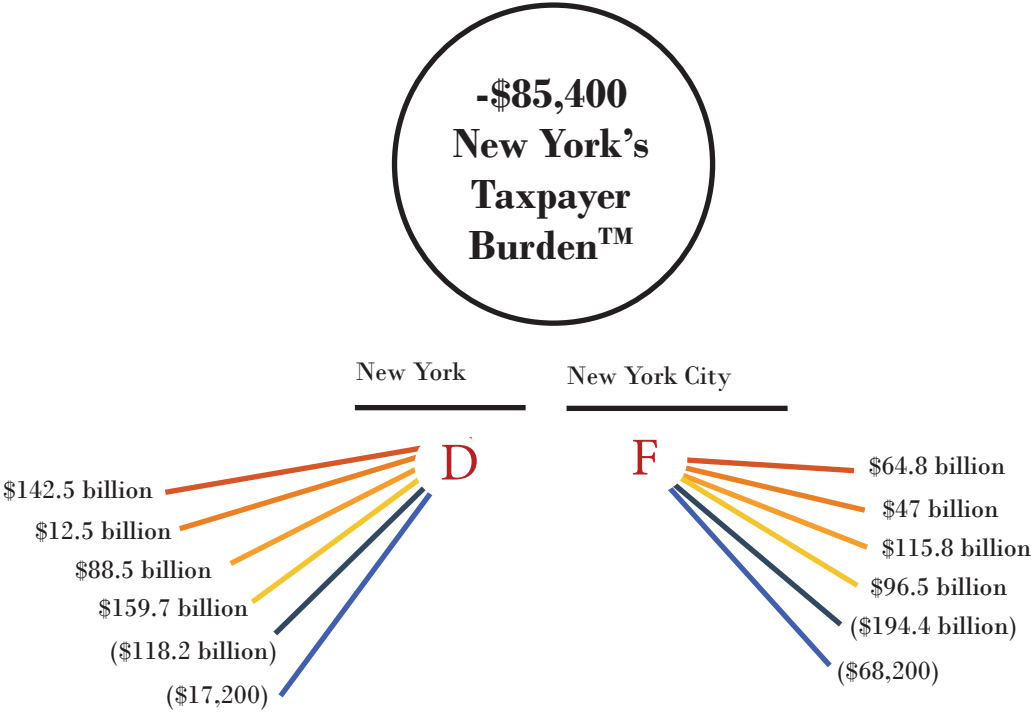 -$85,400
New York’s
Taxpayer
Burden™
New York
New York City
D
F
$142.5 billion
$12.5 billion
$88.5 billion
$159.7 billion
($118.2 billion)
($17,200)
$64.8 billion
$47 billion
$115.8 billion
$96.5 billion
($194.4 billion)
($68,200)